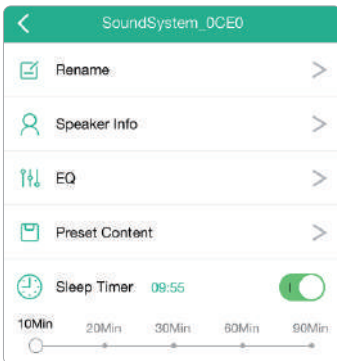 SoundSystem_0CE0
Rename
Speaker Info
EQ
Preset Content
Sleep Timer 09:55
10Min 20Min 30Min 60Min 90Min